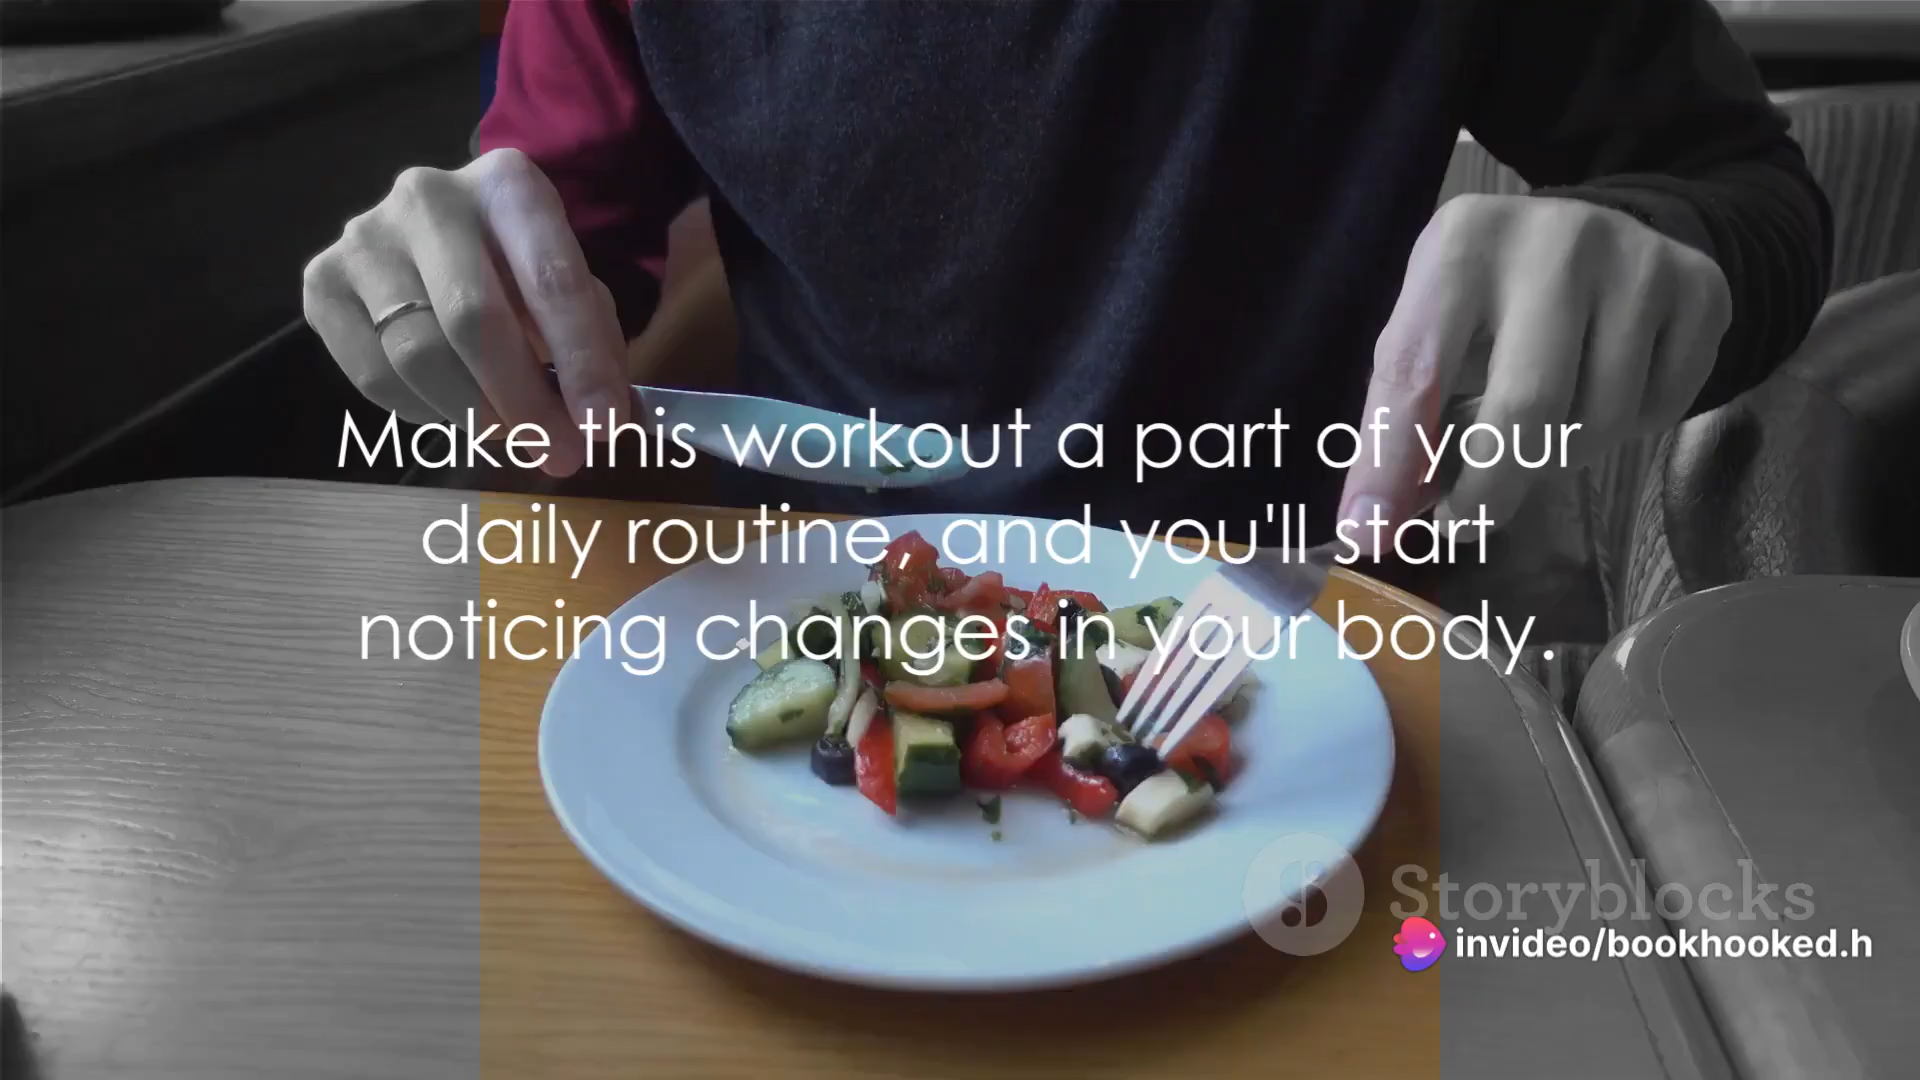 Make this workout a part of your
daily routine, and you'll start
noticing changes in your body.
Storyblocks
invideo/bookhooked.h